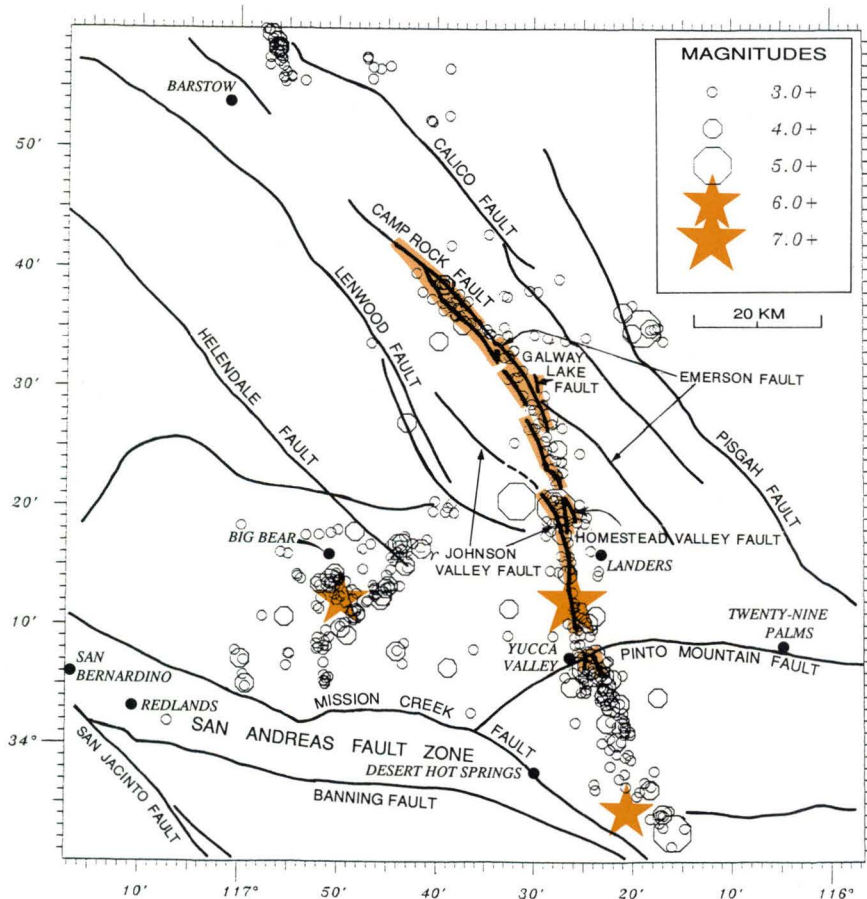 MAGNITUDES
3.0+
4.0+
5.0+
6.0+
7.0+
20 KM
BARSTOW
50'
CALICO FAULT
CAMP ROCK FAULT
40'
LENWOOD FAULT
HELENDALE FAULT
GALWAY
LAKE
FAULT
EMERSON FAULT
30'
PISGAH FAULT
20'
BIG BEAR
HOMESTEAD VALLEY FAULT
JOHNSON
VALLEY FAULT
LANDERS
10'
TWENTY-NINE
PALMS
YUCCA
VALLEY
PINTO MOUNTAIN FAULT
SAN
BERNARDINO
REDLANDS
MISSION CREEK FAULT
SAN ANDREAS FAULT ZONE
34°
DESERT HOT SPRINGS
SAN JACINTO FAULT
BANNING FAULT
10'
117°
50'
40'
30'
20'
10'
116°